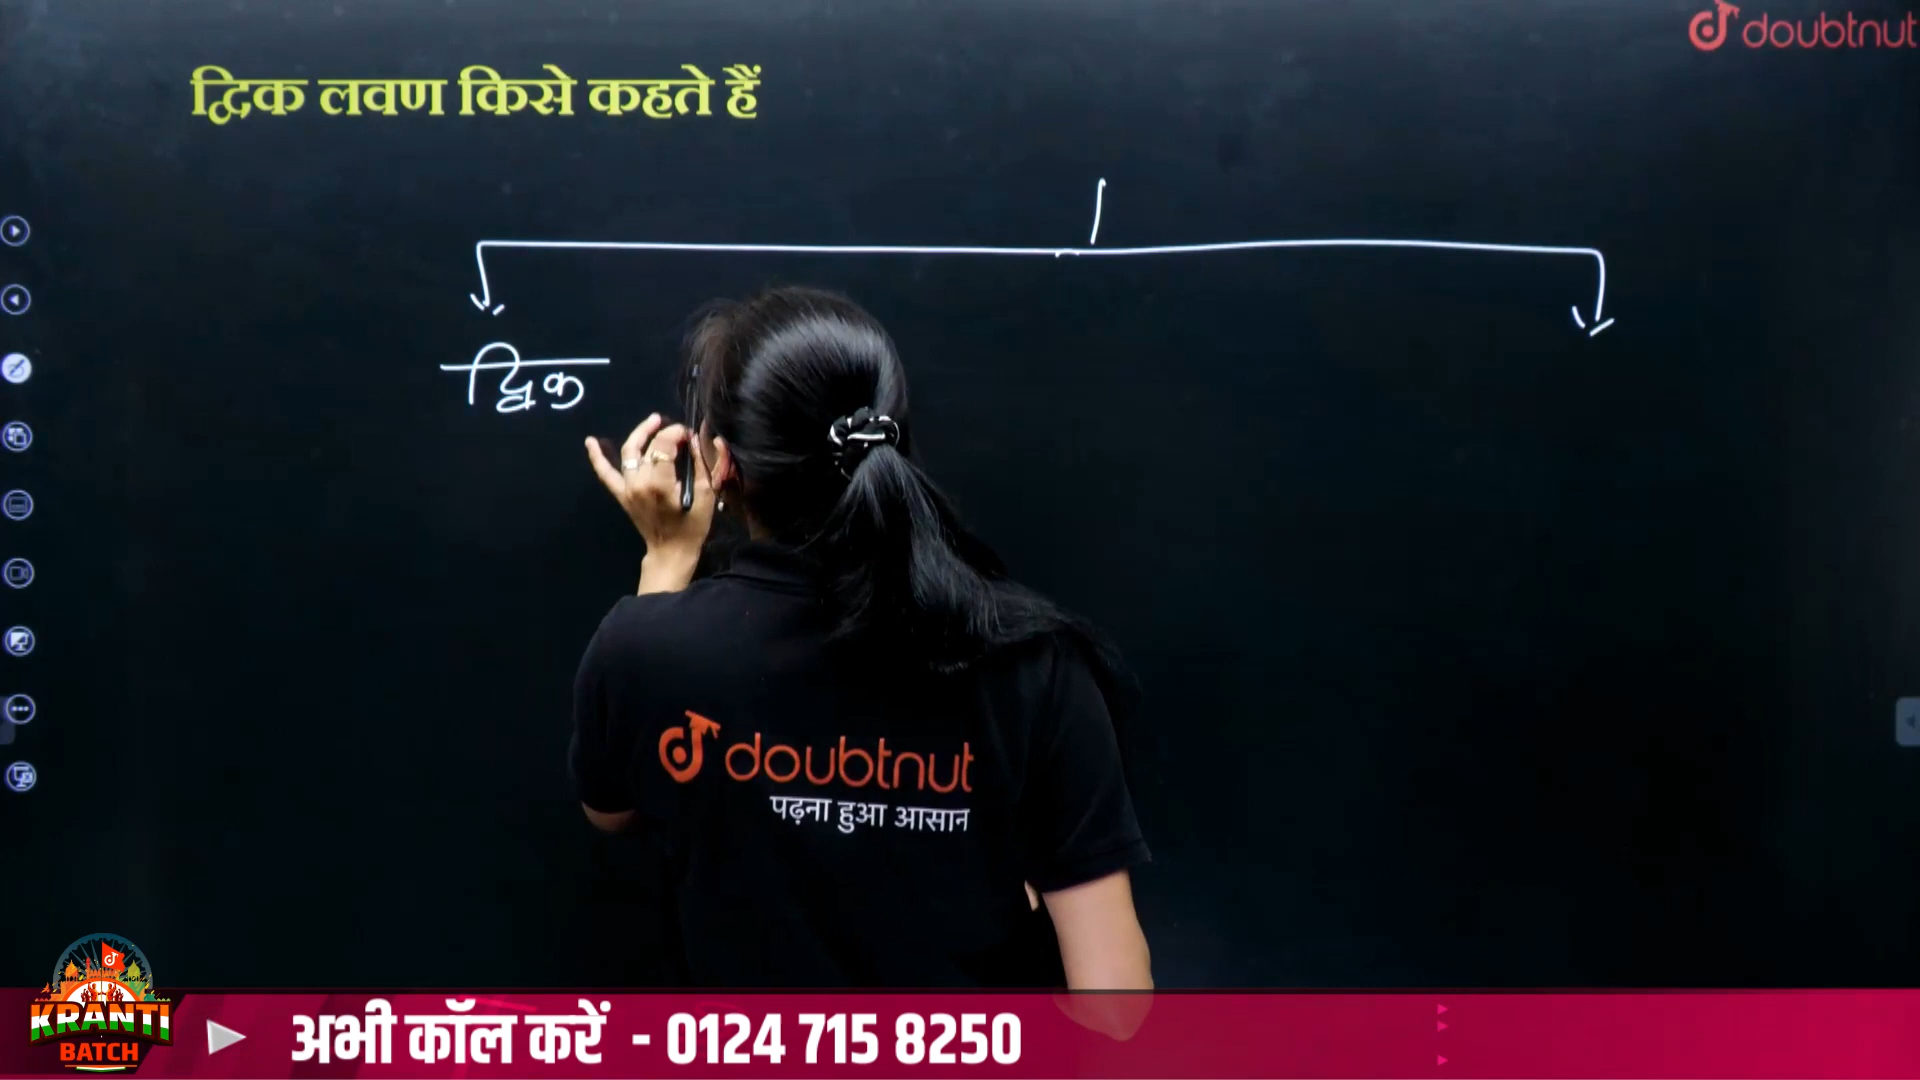 doubtnut
द्विक लवण किसे कहते हैं
द्विक
doubtnut
पढ़ना हुआ आसान
KRANTI
BATCH
अभी कॉल करें - 0124 715 8250